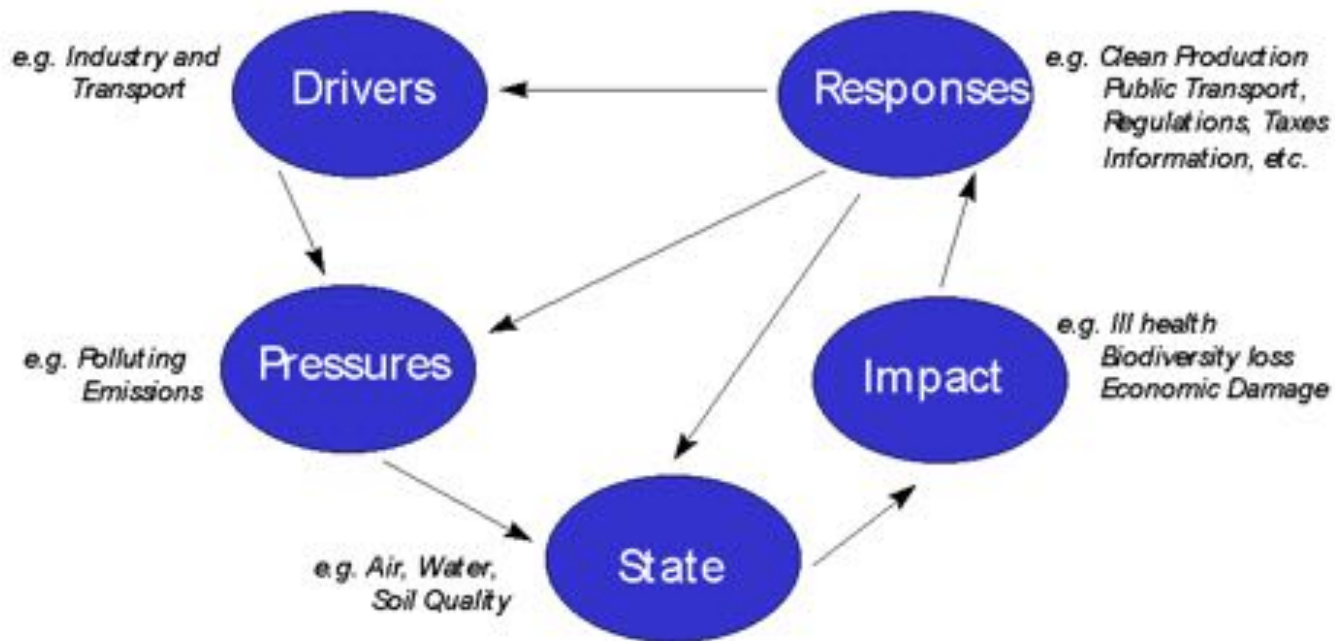 e.g. Industry and
Transport
Drivers
Responses
e.g. Clean Production
Public Transport,
Regulations, Taxes
Information, etc.
e.g. Polluting
Emissions
Pressures
Impact
e.g. Ill health
Biodiversity loss
Economic Damage
e.g. Air, Water,
Soil Quality
State